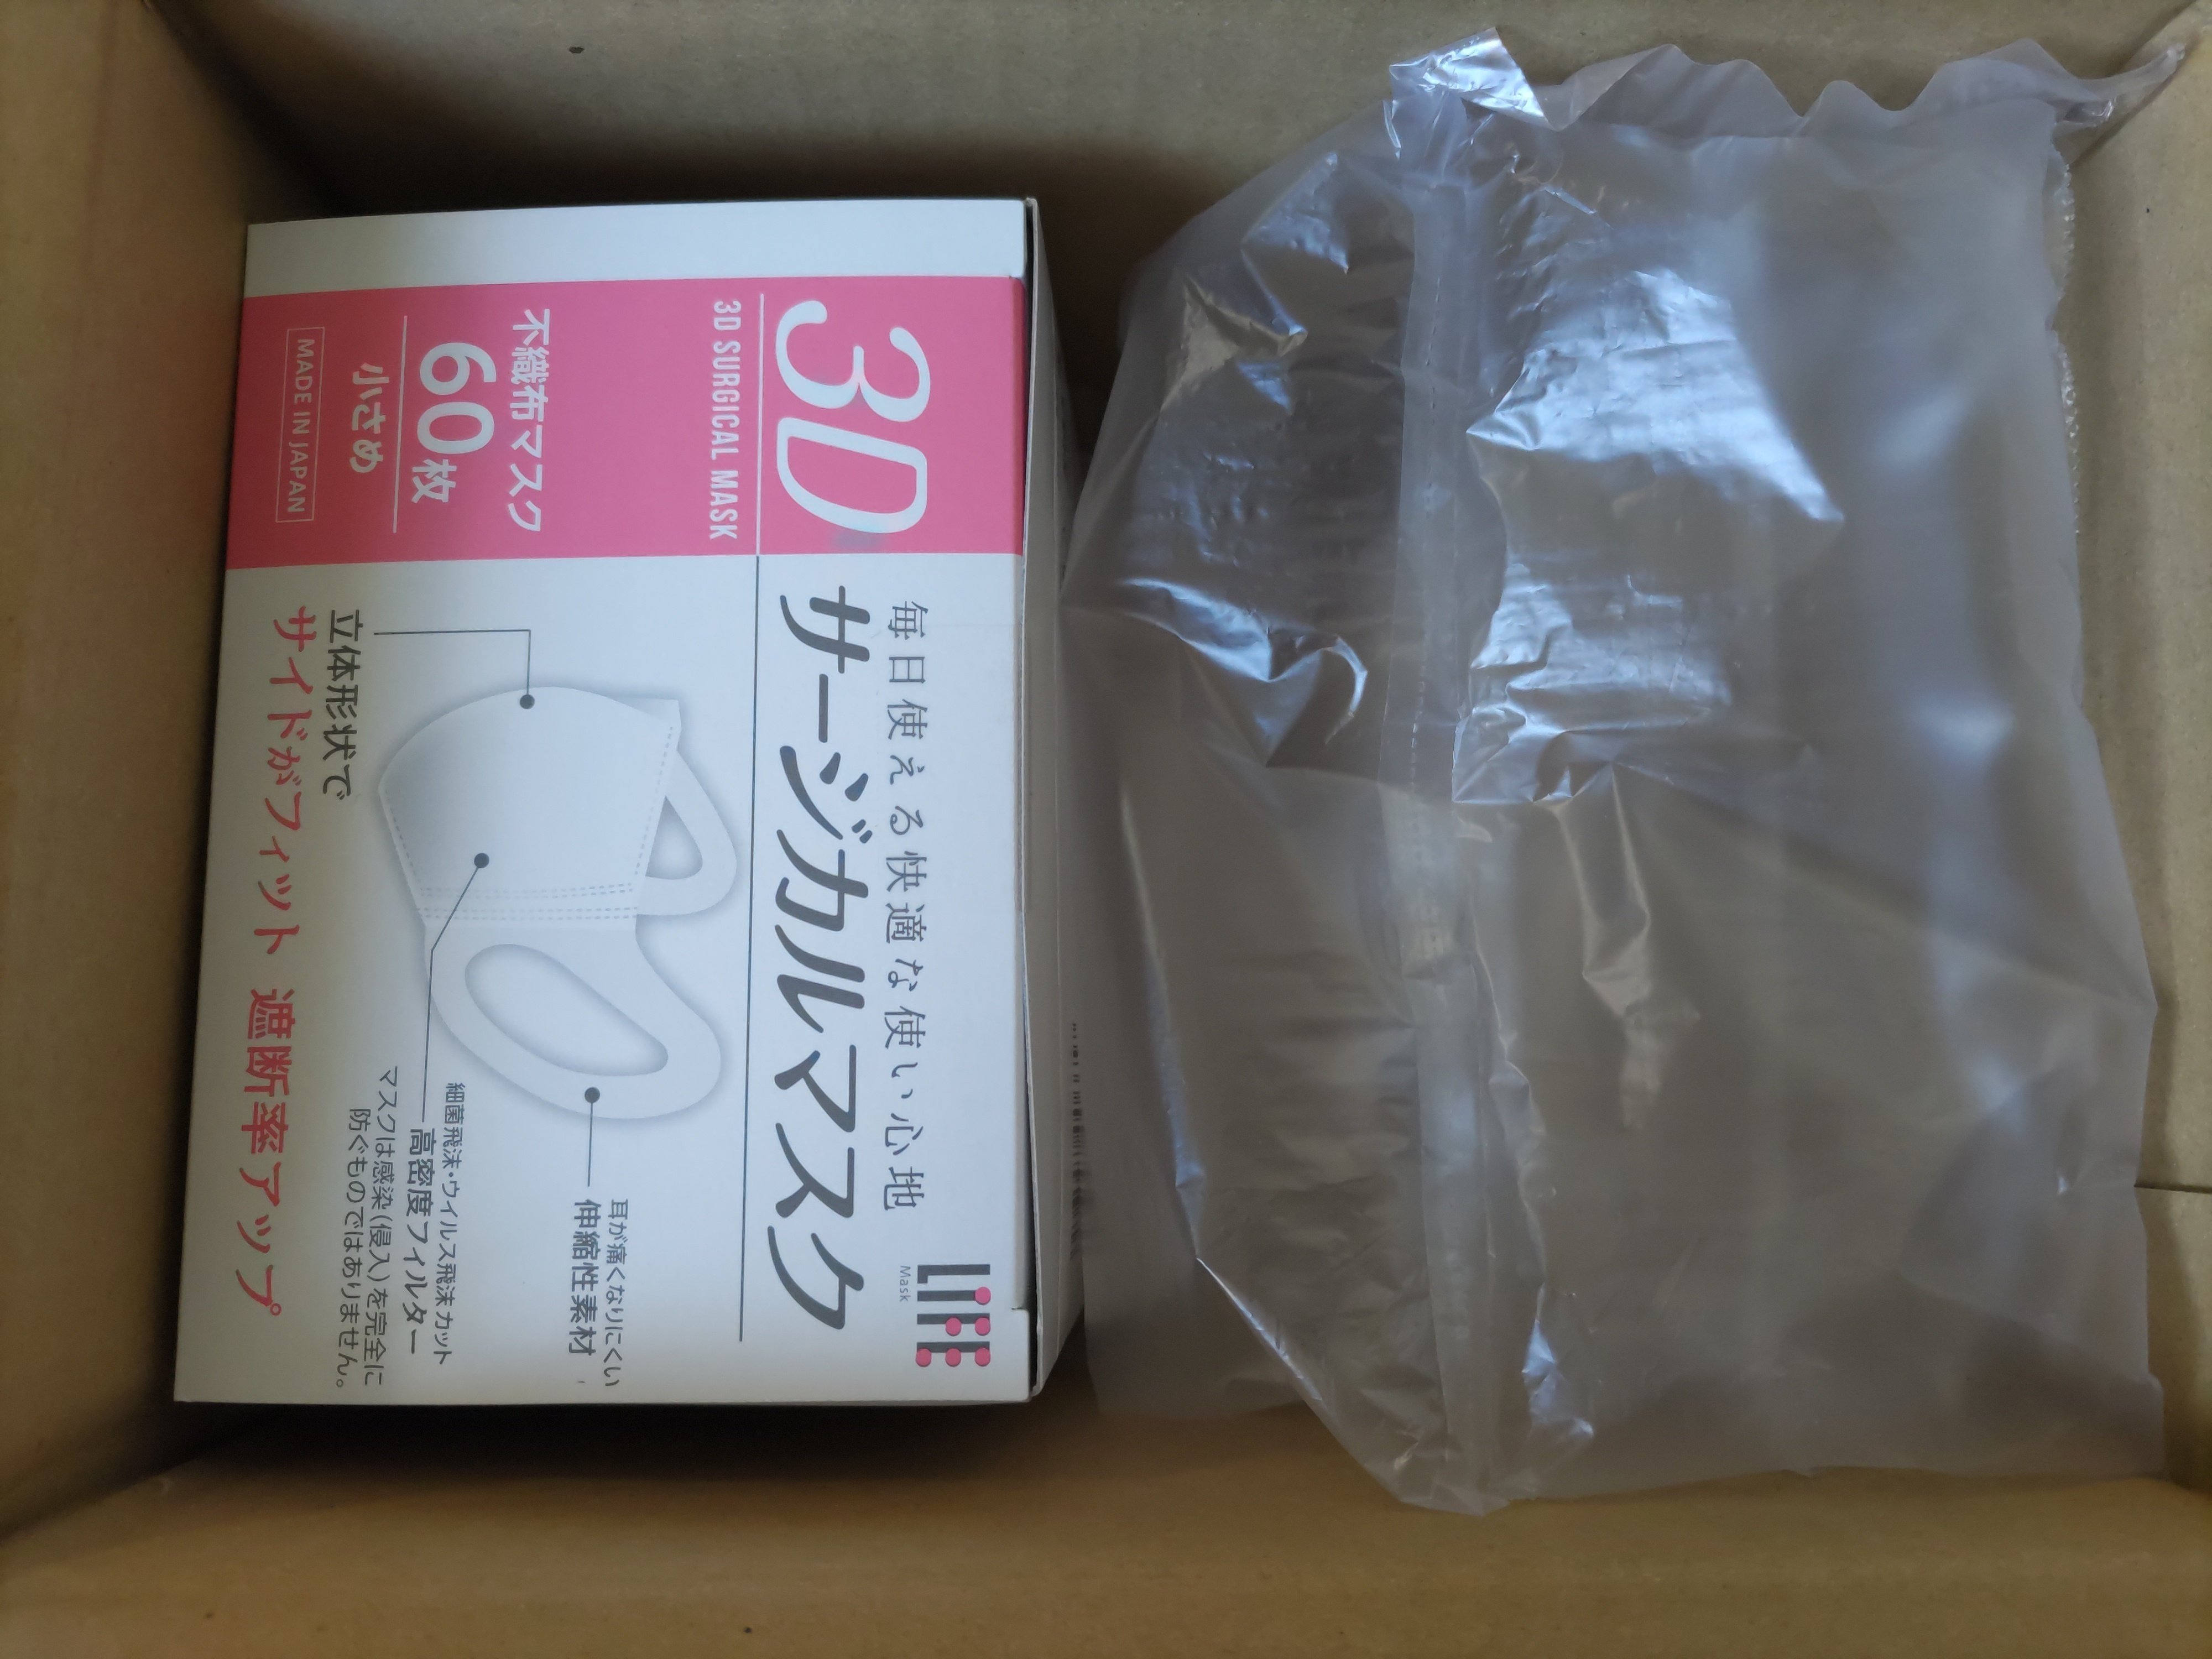 毎日使える快適な使い心地
LIFE
Mask
3D サージカルマスク
3D SURGICAL MASK
不織布マスク
60枚
小さめ
MADE IN JAPAN
耳が痛くなりにくい
伸縮性素材
細菌飛沫・ウイルス飛沫カット
高密度フィルター
マスクは感染(侵入)を完全に
防ぐものではありません。
立体形状で
サイドがフィット 遮断率アップ